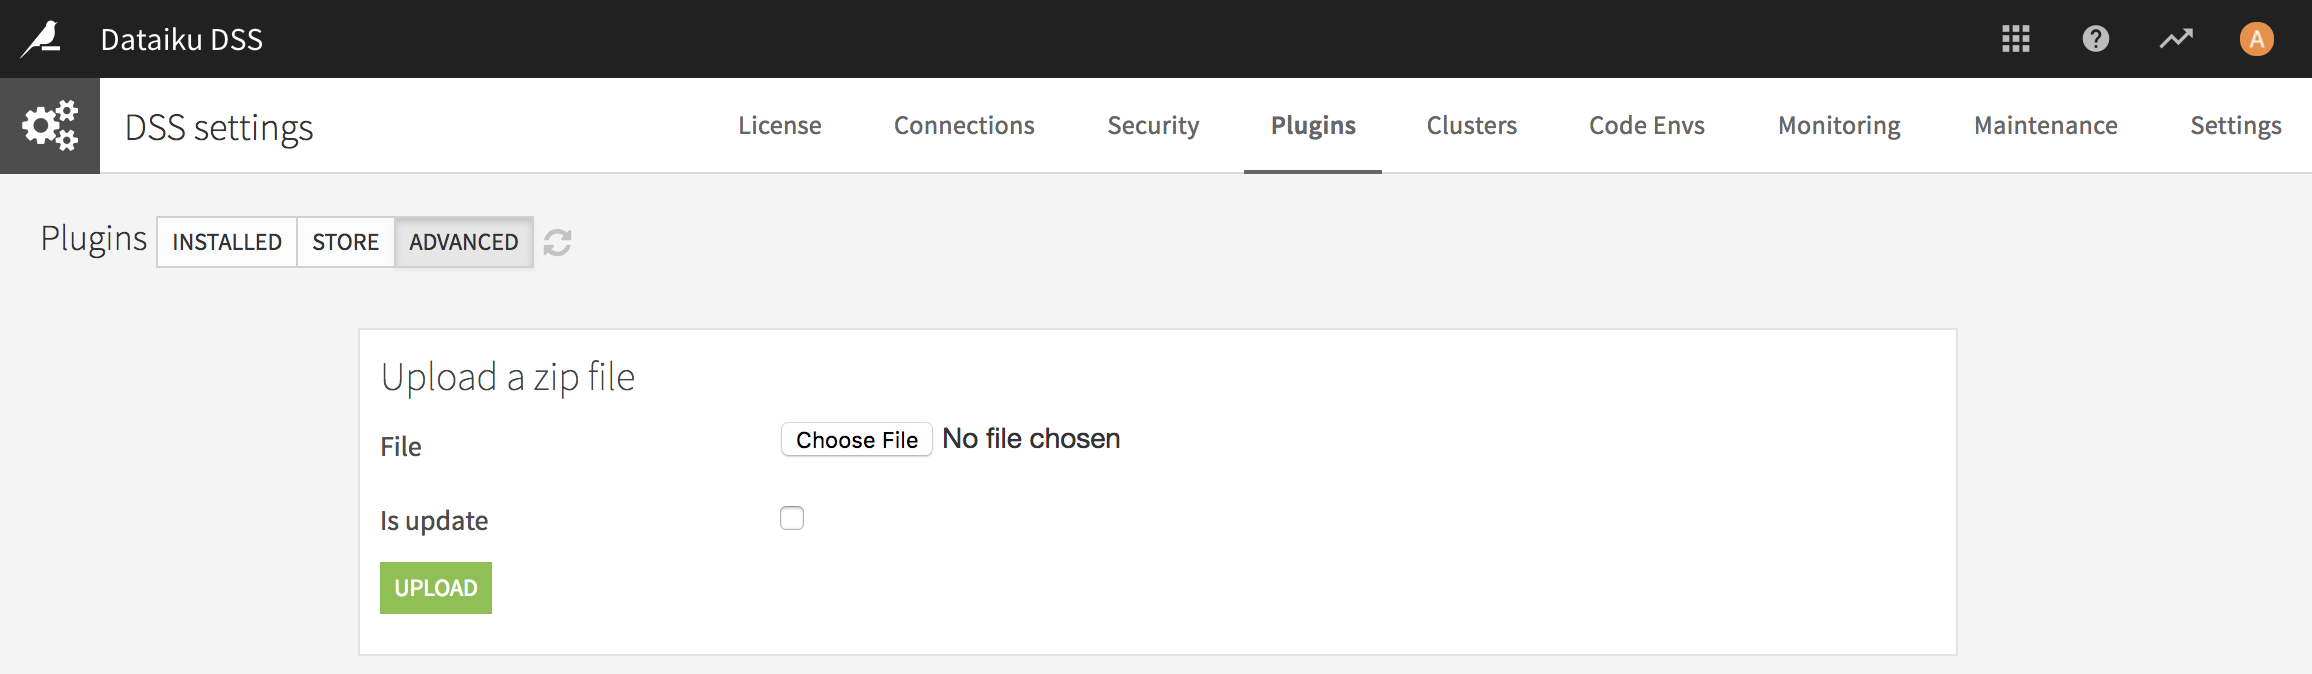 Dataiku DSS A
DSS settings License Connections Security Plugins Clusters Code Envs Monitoring Maintenance Settings
Plugins INSTALLED STORE ADVANCED
Upload a zip file
File Choose File No file chosen
Is update
UPLOAD